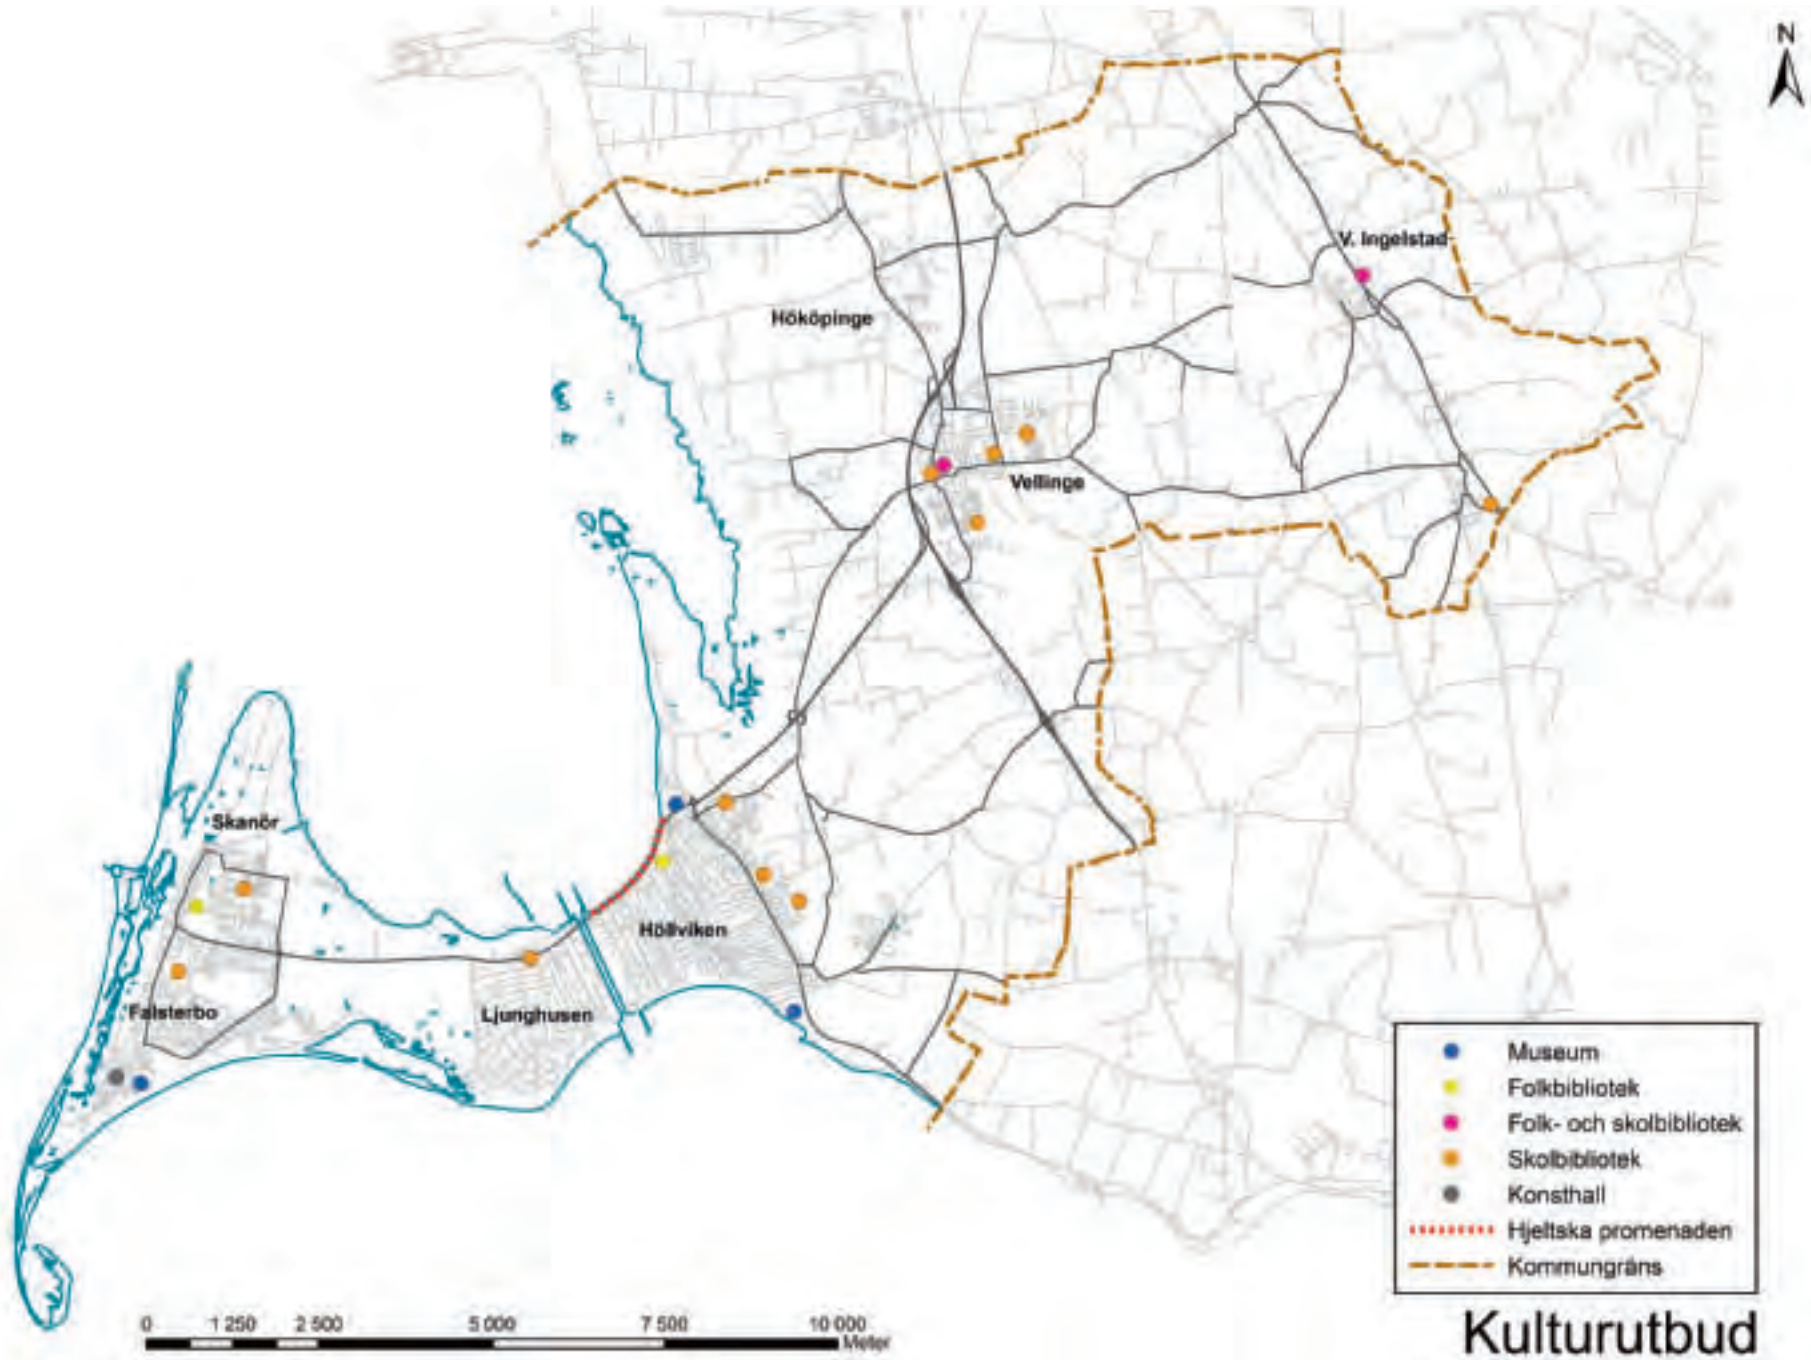 N
V. Ingelstad
Hököpinge
Vellinge
Skanör
Höllviken
Falsterbo
Ljunghusen
Museum
Folkbibliotek
Folk- och skolbibliotek
Skolbibliotek
Konsthall
Hjeltska promenaden
Kommungräns
0 1 250 2 500 5 000 7 500 10 000
Meter
Kulturutbud